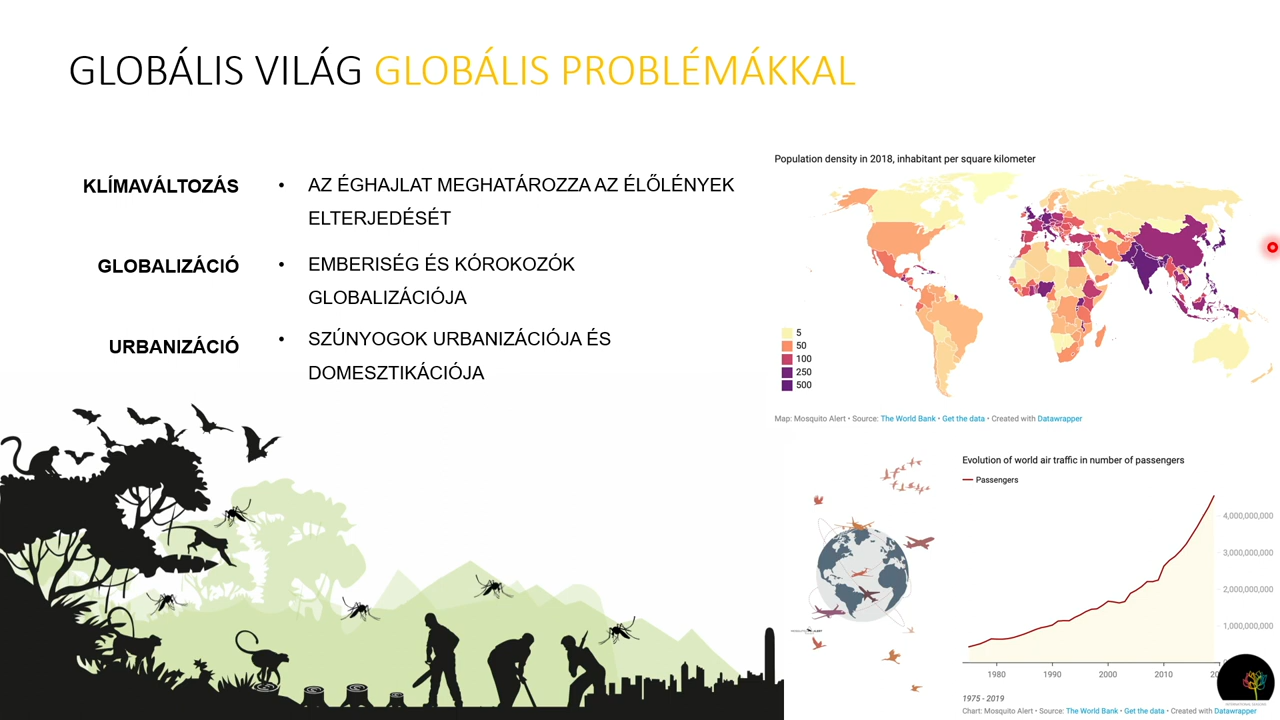 GLOBÁLIS VILÁG GLOBÁLIS PROBLÉMÁKKAL
KLÍMAVÁLTOZÁS
• AZ ÉGHAJLAT MEGHATÁROZZA AZ ÉLŐLÉNYEK
ELTERJEDÉSÉT
GLOBALIZÁCIÓ
• EMBERISÉG ÉS KÓROKOZÓK
GLOBALIZÁCIÓJA
URBANIZÁCIÓ
• SZÚNYOGOK URBANIZÁCIÓJA ÉS
DOMESZTIKÁCIÓJA
Population density in 2018, inhabitant per square kilometer
5
50
100
250
500
Map: Mosquito Alert • Source: The World Bank • Get the data • Created with Datawrapper
Evolution of world air traffic in number of passengers
Passengers
4,000,000,000
3,000,000,000
2,000,000,000
1,000,000,000
1980 1990 2000 2010
1975 - 2019
Chart: Mosquito Alert • Source: The World Bank • Get the data • Created with Datawrapper